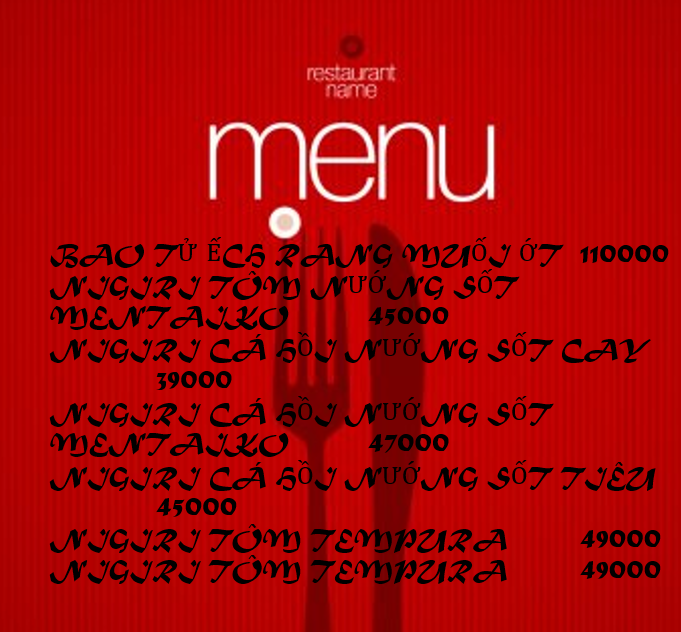 restaurant
name
menu
BAO TỬ ẾCH RANG MUỐI ỚT 110000
NIGIRI TÔM NƯỚNG SỐT
MENTAIKO 45000
NIGIRI CÁ HỒI NƯỚNG SỐT CAY
39000
NIGIRI CÁ HỒI NƯỚNG SỐT
MENTAIKO 47000
NIGIRI CÁ HỒI NƯỚNG SỐT TIÊU
45000
NIGIRI TÔM TEMPURA 49000
NIGIRI TÔM TEMPURA 49000